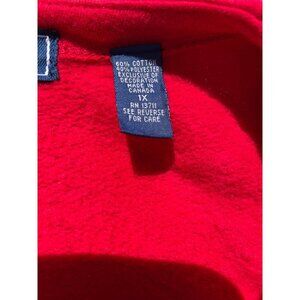 60% COTTON
40% POLYESTER
EXCLUSIVE OF
DECORATION
MADE IN
CANADA
1X
RN 13711
SEE REVERSE
FOR CARE